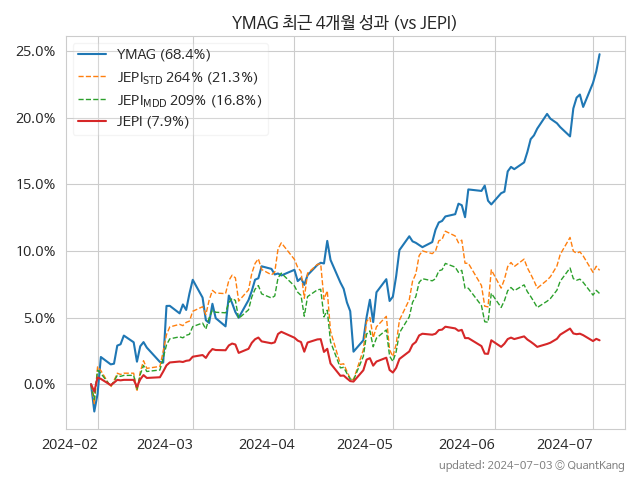 YMAG 최근 4개월 성과 (vs JEPI)
25.0%
20.0%
15.0%
10.0%
5.0%
0.0%
YMAG (68.4%)
JEPI_STD 264% (21.3%)
JEPI_MDD 209% (16.8%)
JEPI (7.9%)
2024-02 2024-03 2024-04 2024-05 2024-06 2024-07
updated: 2024-07-03 © QuantKang